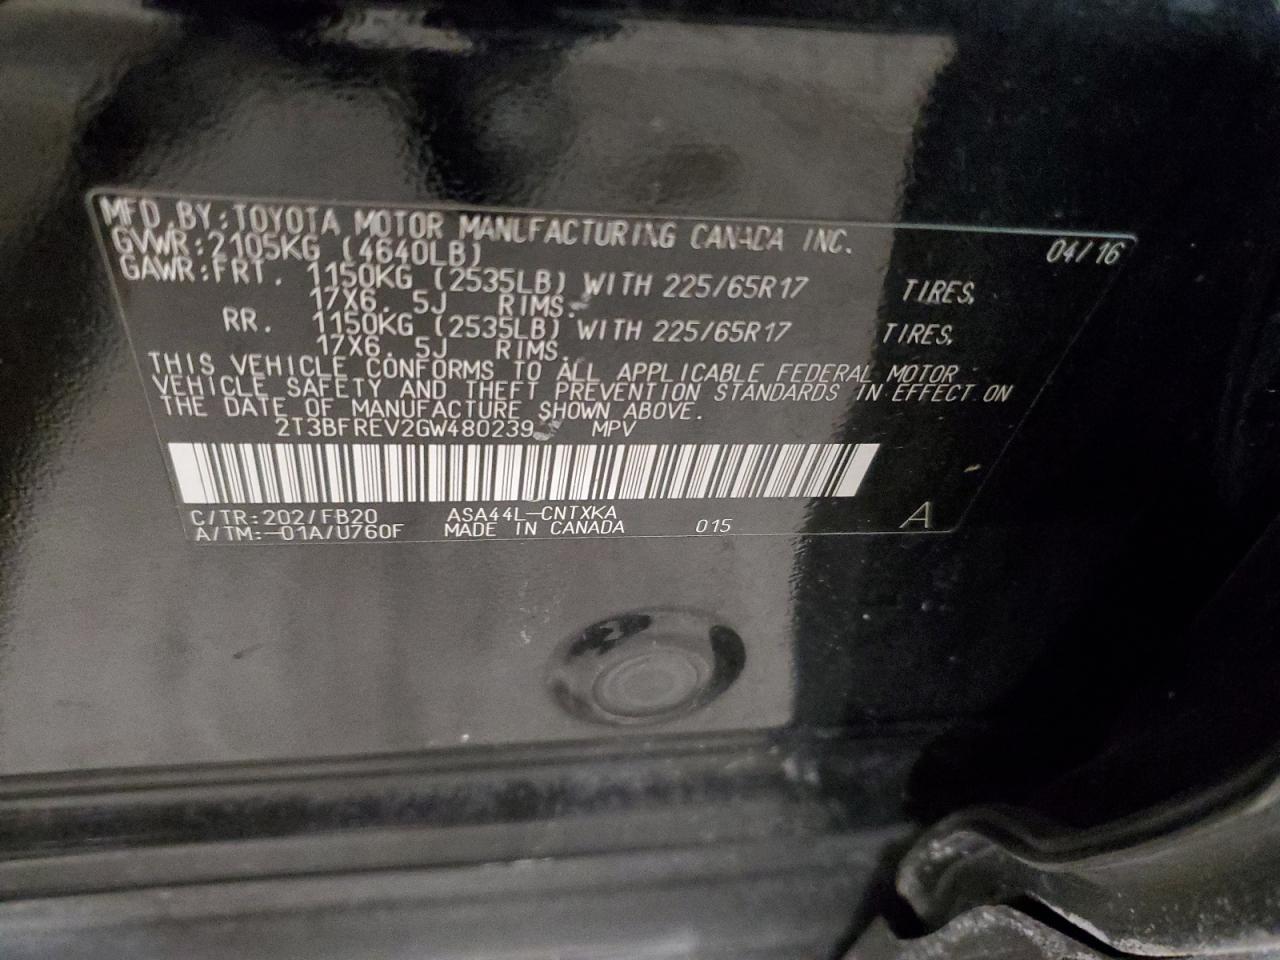 MFD. BY: TOYOTA MOTOR MANUFACTURING CANADA INC. 04/16
GVWR: 2105KG (4640LB)
GAWR: FRT. 1150KG (2535LB) WITH 225/65R17 TIRES,
17X6.5J RIMS.
RR. 1150KG (2535LB) WITH 225/65R17 TIRES,
17X6.5J RIMS.
THIS VEHICLE CONFORMS TO ALL APPLICABLE FEDERAL MOTOR
VEHICLE SAFETY AND THEFT PREVENTION STANDARDS IN EFFECT ON
THE DATE OF MANUFACTURE SHOWN ABOVE.
2T3BFREV2GW480239 MPV
C/TR: 202/FB20 ASA44L-CNTXKA
A/TM: -01A/U760F MADE IN CANADA 015 A